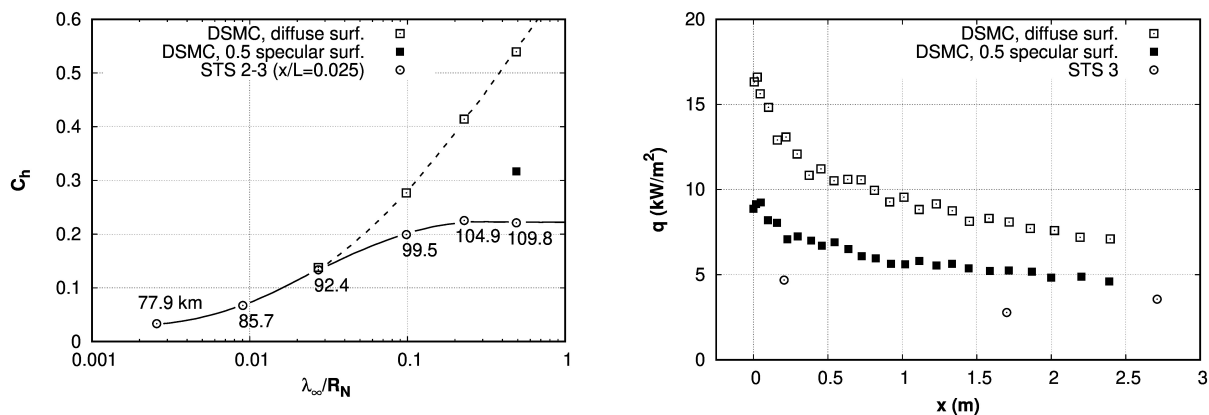 DSMC, diffuse surf.
DSMC, 0.5 specular surf.
STS 2-3 (x/L=0.025)
0.6
0.5
0.4
0.3
0.2
0.1
0
C_h
77.9 km
85.7
92.4
99.5
104.9
109.8
0.001
0.01
0.1
1
λ_∞/R_N
DSMC, diffuse surf.
DSMC, 0.5 specular surf.
STS 3
20
15
10
5
0
q (kW/m²)
0
0.5
1
1.5
2
2.5
3
x (m)